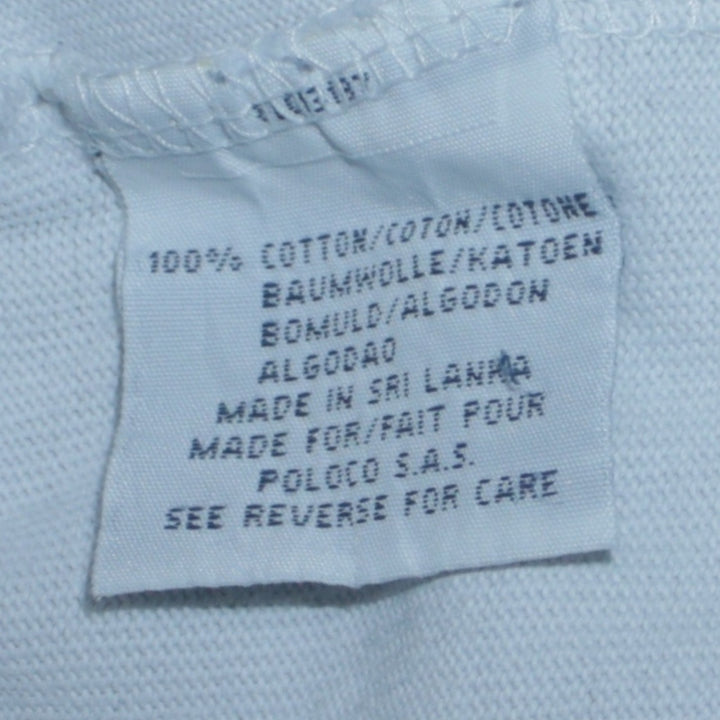 100% COTTON/COTON/COTONE
BAUMWOLLE/KATOEN
BOMULD/ALGODON
ALGODAO
MADE IN SRI LANKA
MADE FOR/FAIT POUR
POLOCO S.A.S.
SEE REVERSE FOR CARE